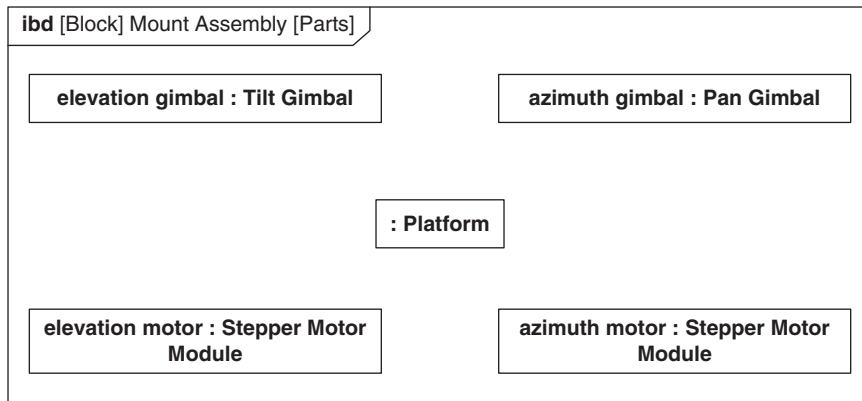 ibd [Block] Mount Assembly [Parts]
elevation gimbal : Tilt Gimbal
azimuth gimbal : Pan Gimbal
: Platform
elevation motor : Stepper Motor
Module
azimuth motor : Stepper Motor
Module